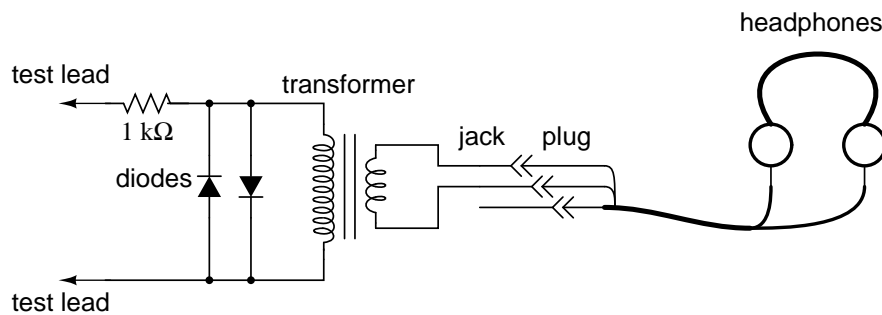 headphones
test lead
transformer
1 kΩ
jack
plug
diodes
test lead